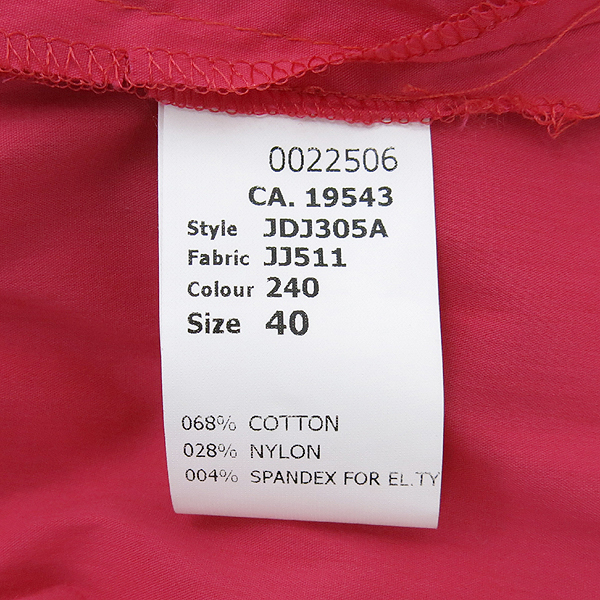 0022506
CA. 19543
Style JDJ305A
Fabric JJ511
Colour 240
Size 40
068% COTTON
028% NYLON
004% SPANDEX FOR EL.TY